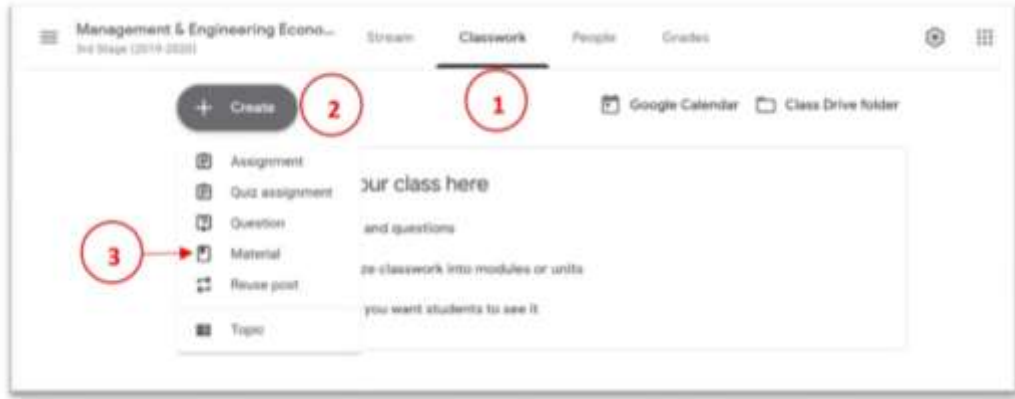 Management & Engineering Econo...
3rd Stage (2019-2020)
Stream
Classwork
People
Grades
1
Create
2
Google Calendar
Class Drive folder
Assignment
Quiz assignment
Question
3
Material
Reuse post
Topic
our class here
and questions
ze classwork into modules or units
you want students to see it